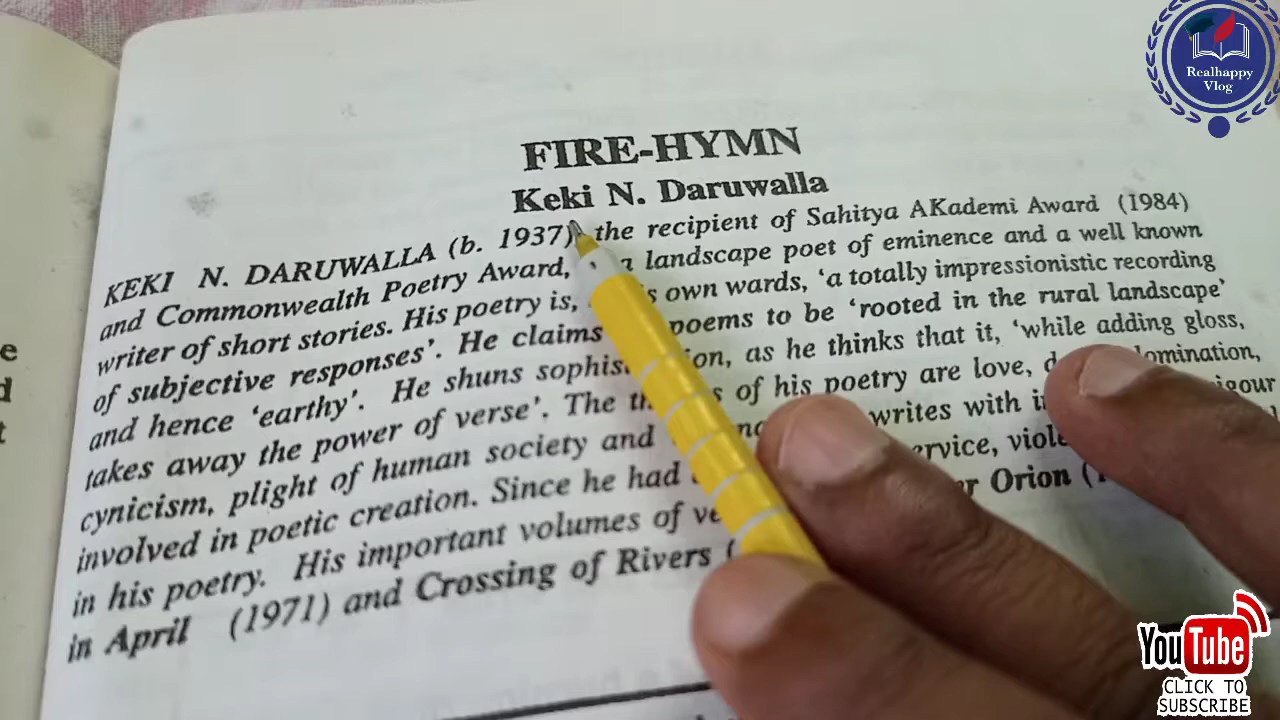 FIRE-HYMN
Keki N. Daruwalla
KEKI N. DARUWALLA (b. 1937), the recipient of Sahitya AKademi Award (1984)
and Commonwealth Poetry Award, a landscape poet of eminence and a well known
writer of short stories. His poetry is, own wards, 'a totally impressionistic recording
of subjective responses'. He claims poems to be 'rooted in the rural landscape'
and hence 'earthy'. He shuns as he thinks that it, 'while adding gloss,
takes away the power of verse'. The of his poetry are love,
cynicism, plight of human society and writes with
involved in poetic creation. Since he had
in his poetry. His important volumes of Orion
in April (1971) and Crossing of Rivers
Realhappy
Vlog
YouTube
CLICK TO
SUBSCRIBE